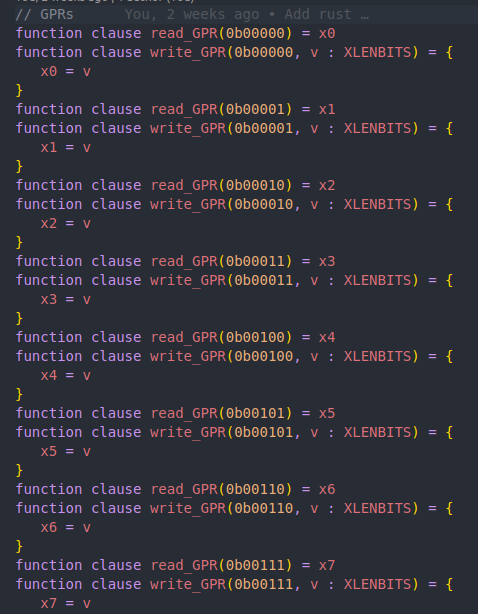 // GPRs      You, 2 weeks ago • Add rust …
function clause read_GPR(0b00000) = x0
function clause write_GPR(0b00000, v : XLENBITS) = {
   x0 = v
}
function clause read_GPR(0b00001) = x1
function clause write_GPR(0b00001, v : XLENBITS) = {
   x1 = v
}
function clause read_GPR(0b00010) = x2
function clause write_GPR(0b00010, v : XLENBITS) = {
   x2 = v
}
function clause read_GPR(0b00011) = x3
function clause write_GPR(0b00011, v : XLENBITS) = {
   x3 = v
}
function clause read_GPR(0b00100) = x4
function clause write_GPR(0b00100, v : XLENBITS) = {
   x4 = v
}
function clause read_GPR(0b00101) = x5
function clause write_GPR(0b00101, v : XLENBITS) = {
   x5 = v
}
function clause read_GPR(0b00110) = x6
function clause write_GPR(0b00110, v : XLENBITS) = {
   x6 = v
}
function clause read_GPR(0b00111) = x7
function clause write_GPR(0b00111, v : XLENBITS) = {
   x7 = v